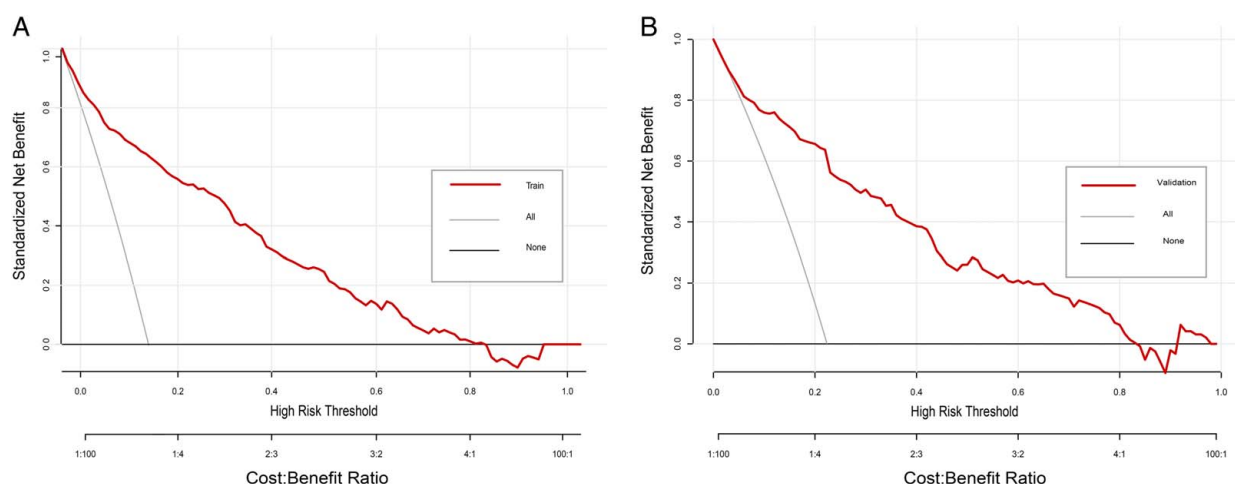 A
Standardized Net Benefit
1.0
0.8
0.6
0.4
0.2
0.0
Train
All
None
0.0 0.2 0.4 0.6 0.8 1.0
High Risk Threshold
1:100 1:4 2:3 3:2 4:1 100:1
Cost:Benefit Ratio
B
Standardized Net Benefit
1.0
0.8
0.6
0.4
0.2
0.0
Validation
All
None
0.0 0.2 0.4 0.6 0.8 1.0
High Risk Threshold
1:100 1:4 2:3 3:2 4:1 100:1
Cost:Benefit Ratio